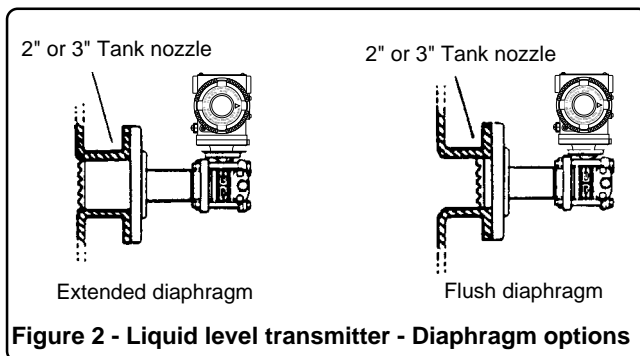 2" or 3" Tank nozzle
2" or 3" Tank nozzle
Extended diaphragm
Flush diaphragm
Figure 2 - Liquid level transmitter - Diaphragm options